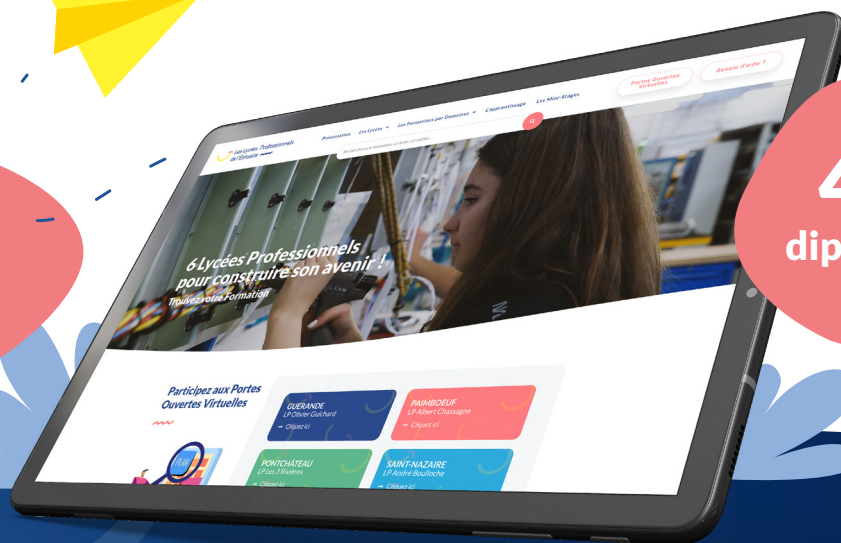 Les Lycées Professionnels
de l'Estuaire
Présentation Les Lycées Les Formations par Domaines L'apprentissage Les Mini-Stages
Portes Ouvertes
Virtuelles
Besoin d'aide ?
6 Lycées Professionnels
pour construire son avenir !
Trouvez votre Formation
Participez aux Portes
Ouvertes Virtuelles
GUERANDE
LP Olivier Guichard
→ Cliquez ici
PAIMBOEUF
LP Albert Chassagne
→ Cliquez ici
PONTCHÂTEAU
LP Les 3 Rivières
→ Cliquez ici
SAINT-NAZAIRE
LP André Boulloche
→ Cliquez ici
PLAN
4
dip